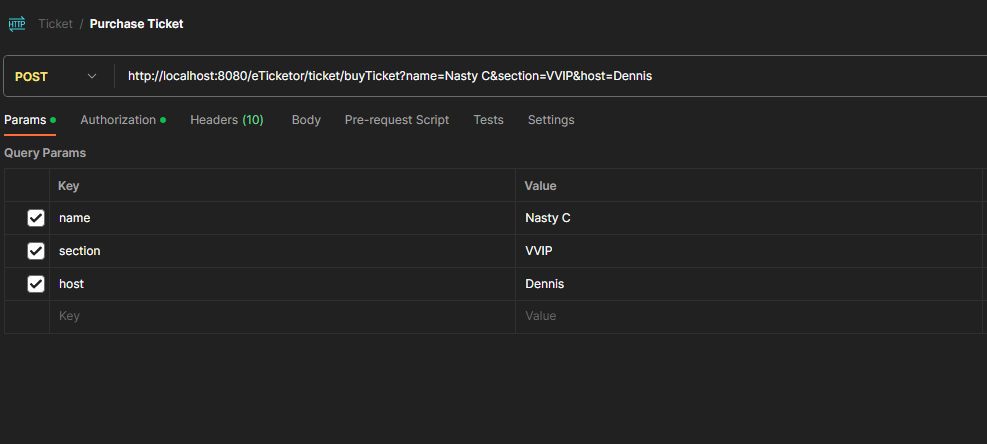 HTTP Ticket / Purchase Ticket
POST http://localhost:8080/eTicketor/ticket/buyTicket?name=Nasty C&section=VVIP&host=Dennis
Params Authorization Headers (10) Body Pre-request Script Tests Settings
Query Params
Key Value
name Nasty C
section VVIP
host Dennis
Key Value